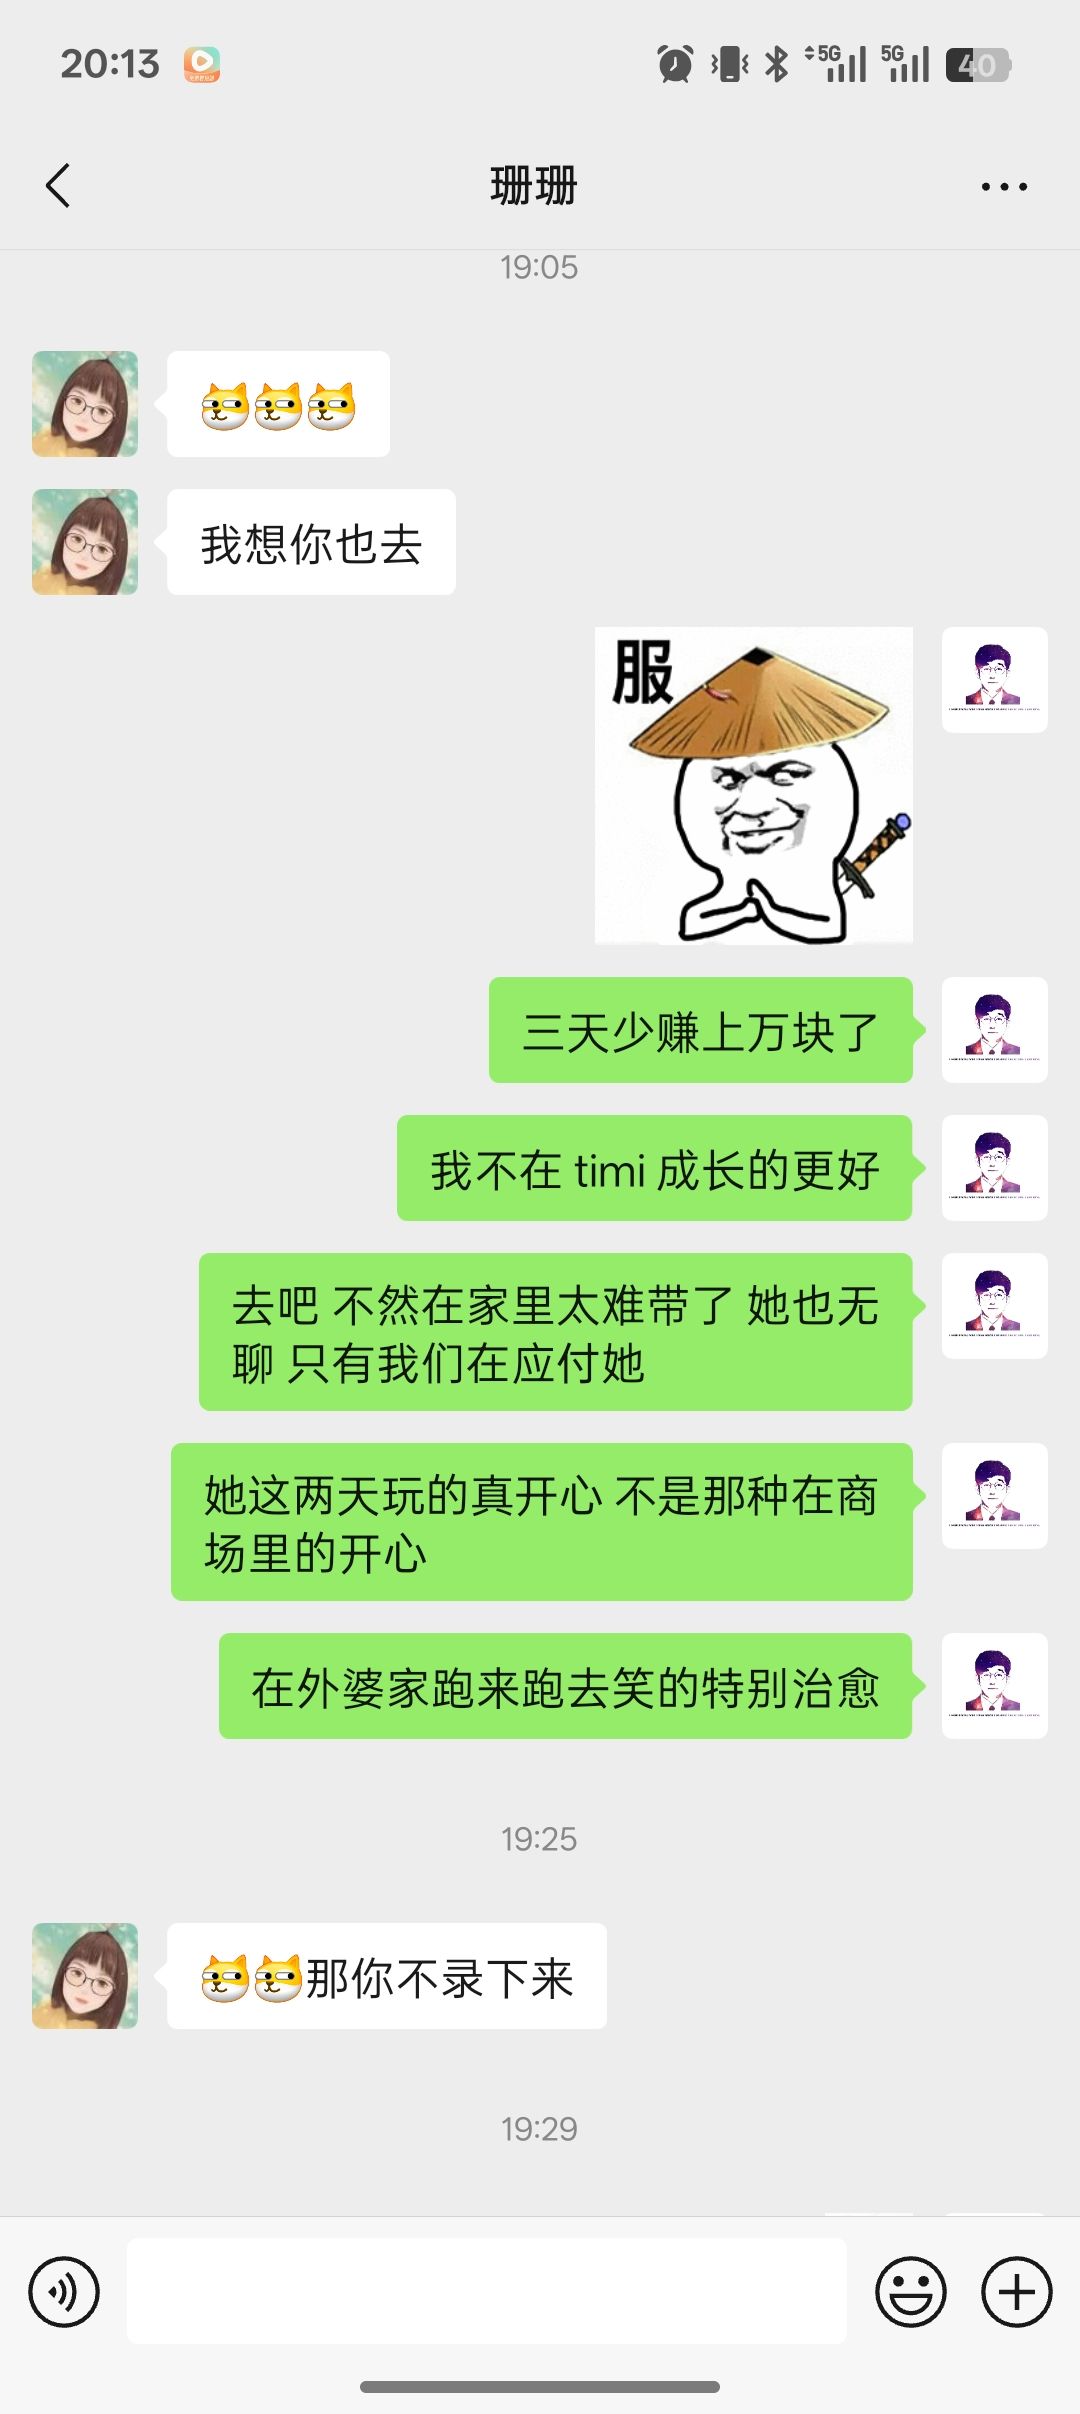 20:13
5G 5G 40
珊珊
19:05
我想你也去
服
三天少赚上万块了
我不在 timi 成长的更好
去吧 不然在家里太难带了 她也无
聊 只有我们在应付她
她这两天玩的真开心 不是那种在商
场里的开心
在外婆家跑来跑去笑的特别治愈
19:25
那你不录下来
19:29